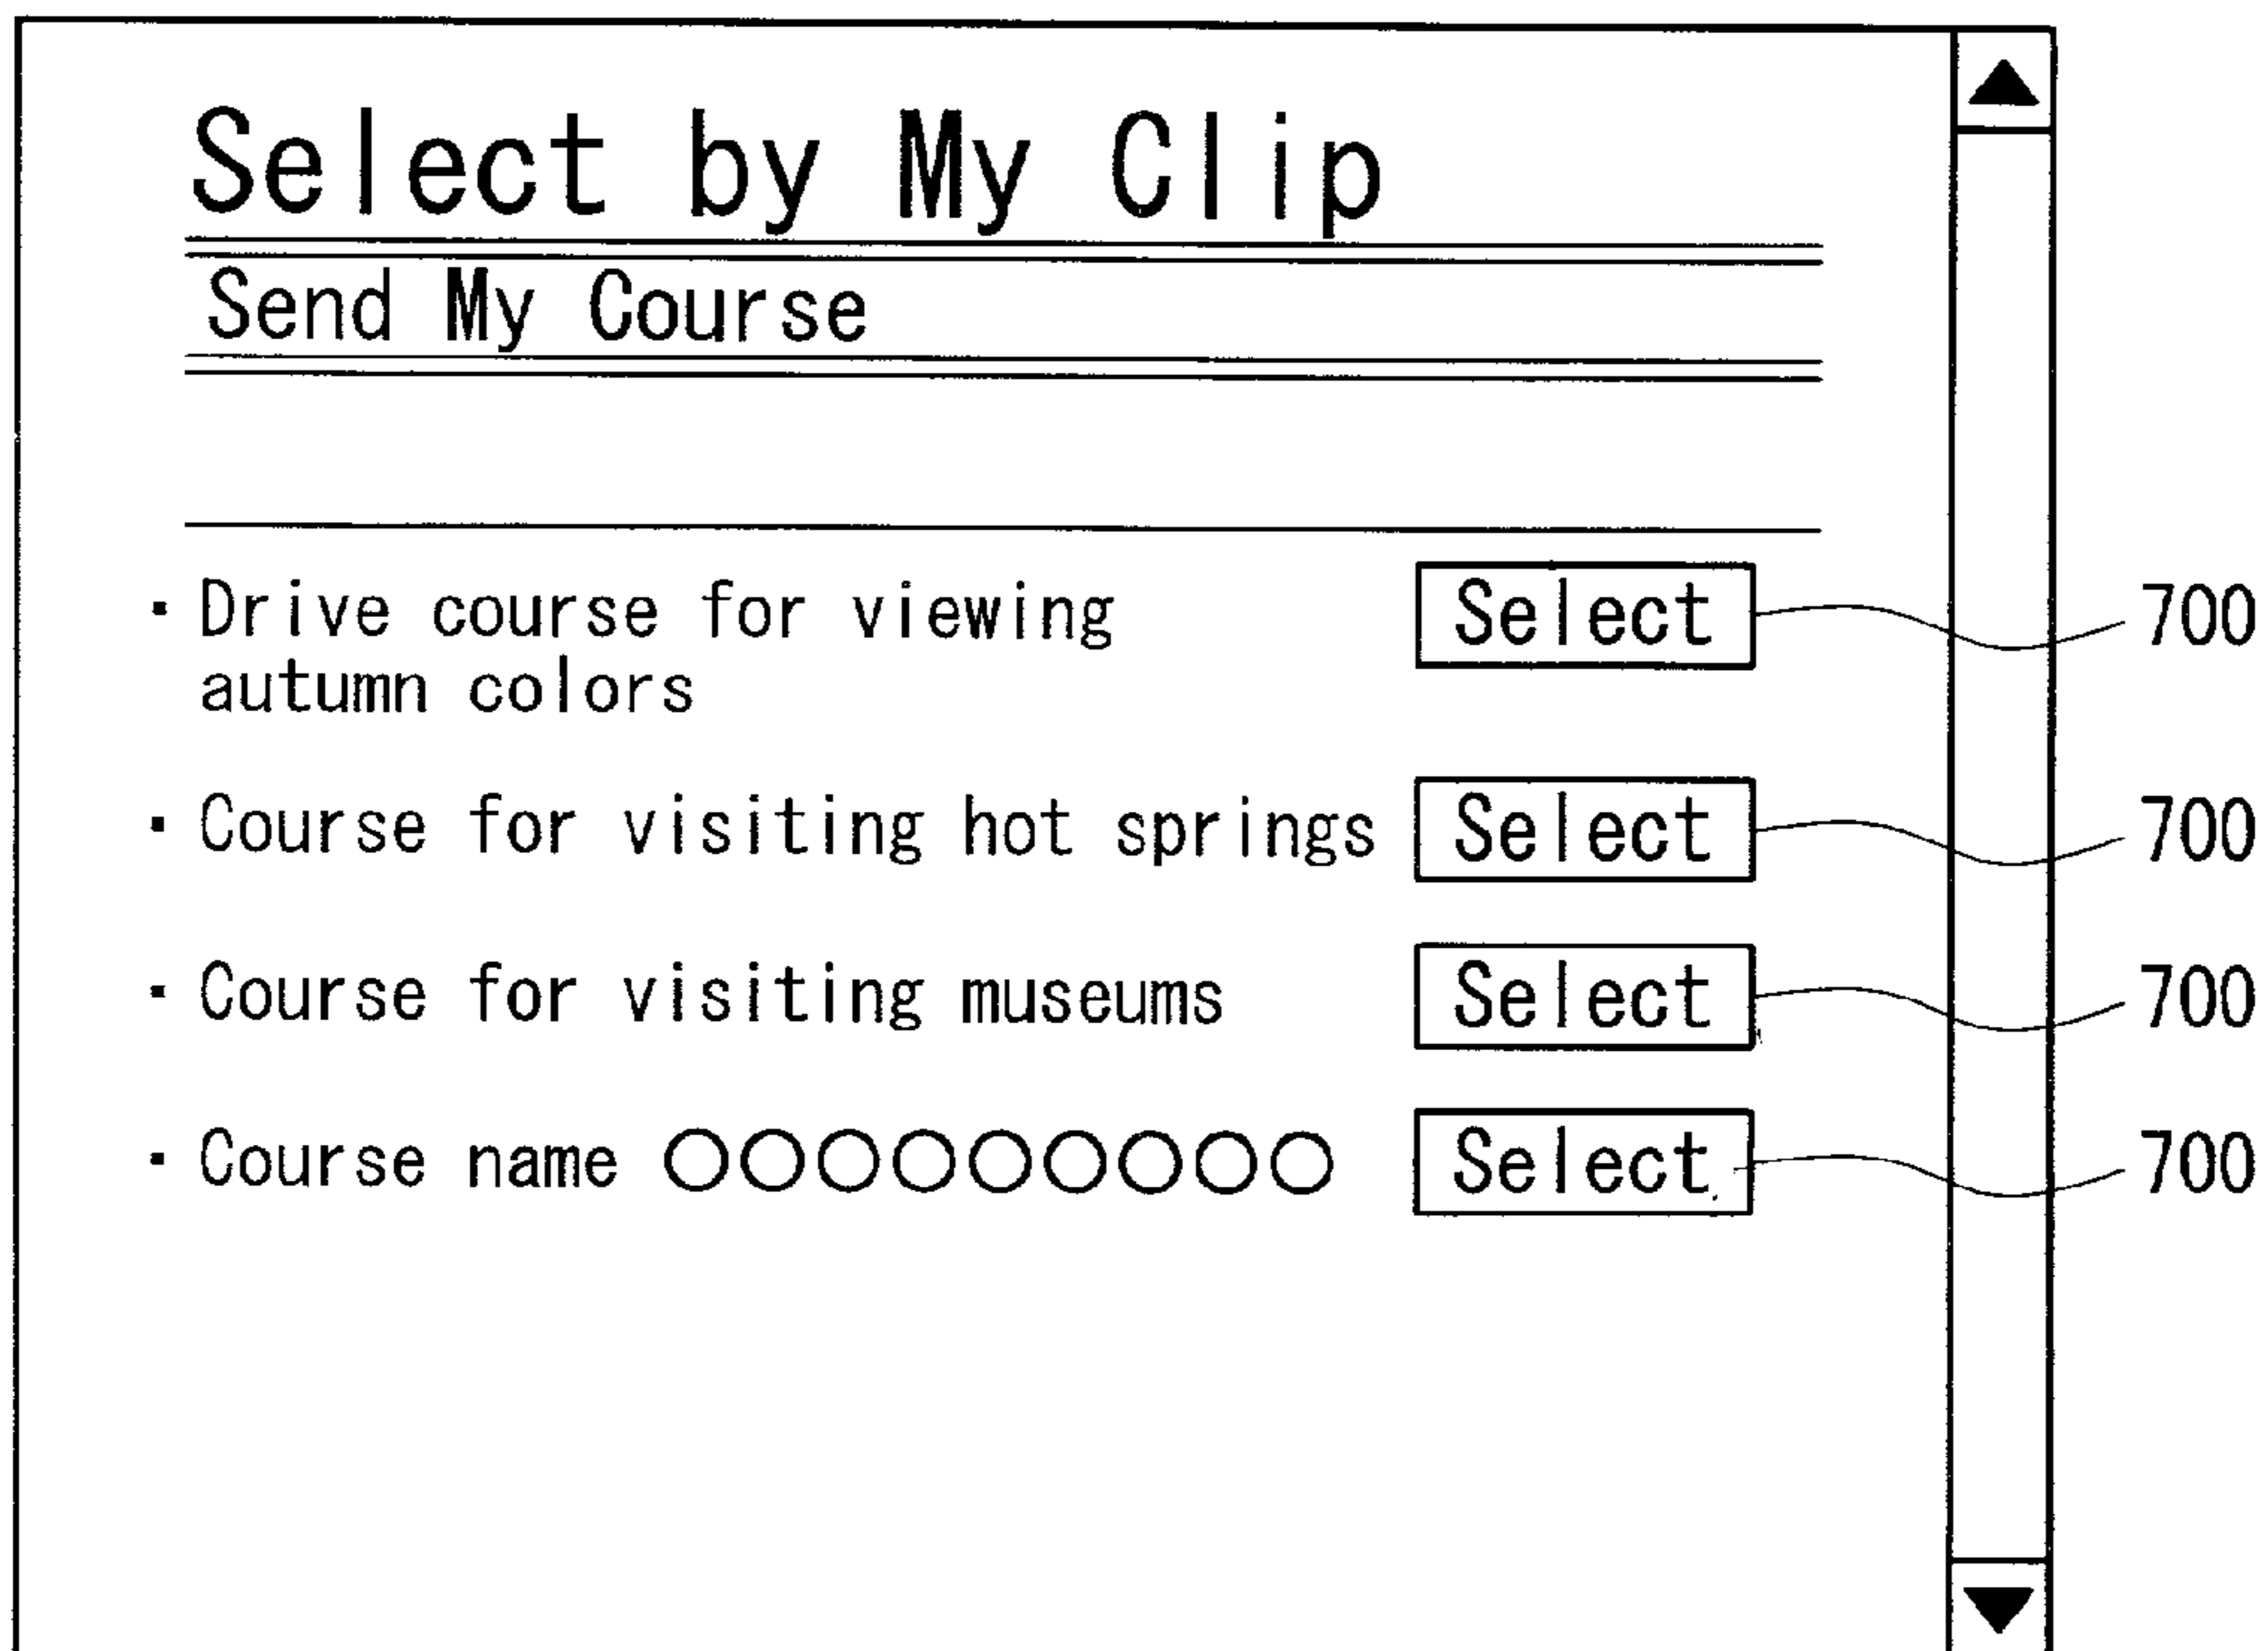 Select by My Clip
Send My Course
・Drive course for viewing Select 700
autumn colors
・Course for visiting hot springs Select 700
・Course for visiting museums Select 700
・Course name ○○○○○○○○○ Select 700